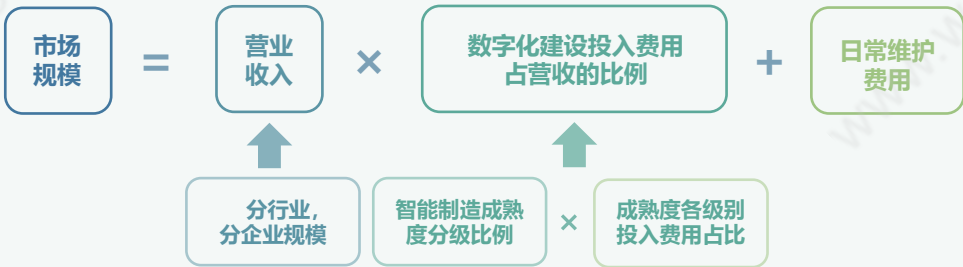 市场
规模
=
营业
收入
×
数字化建设投入费用
占营收的比例
+
日常维护
费用
分行业，
分企业规模
智能制造成熟
度分级比例
×
成熟度各级别
投入费用占比